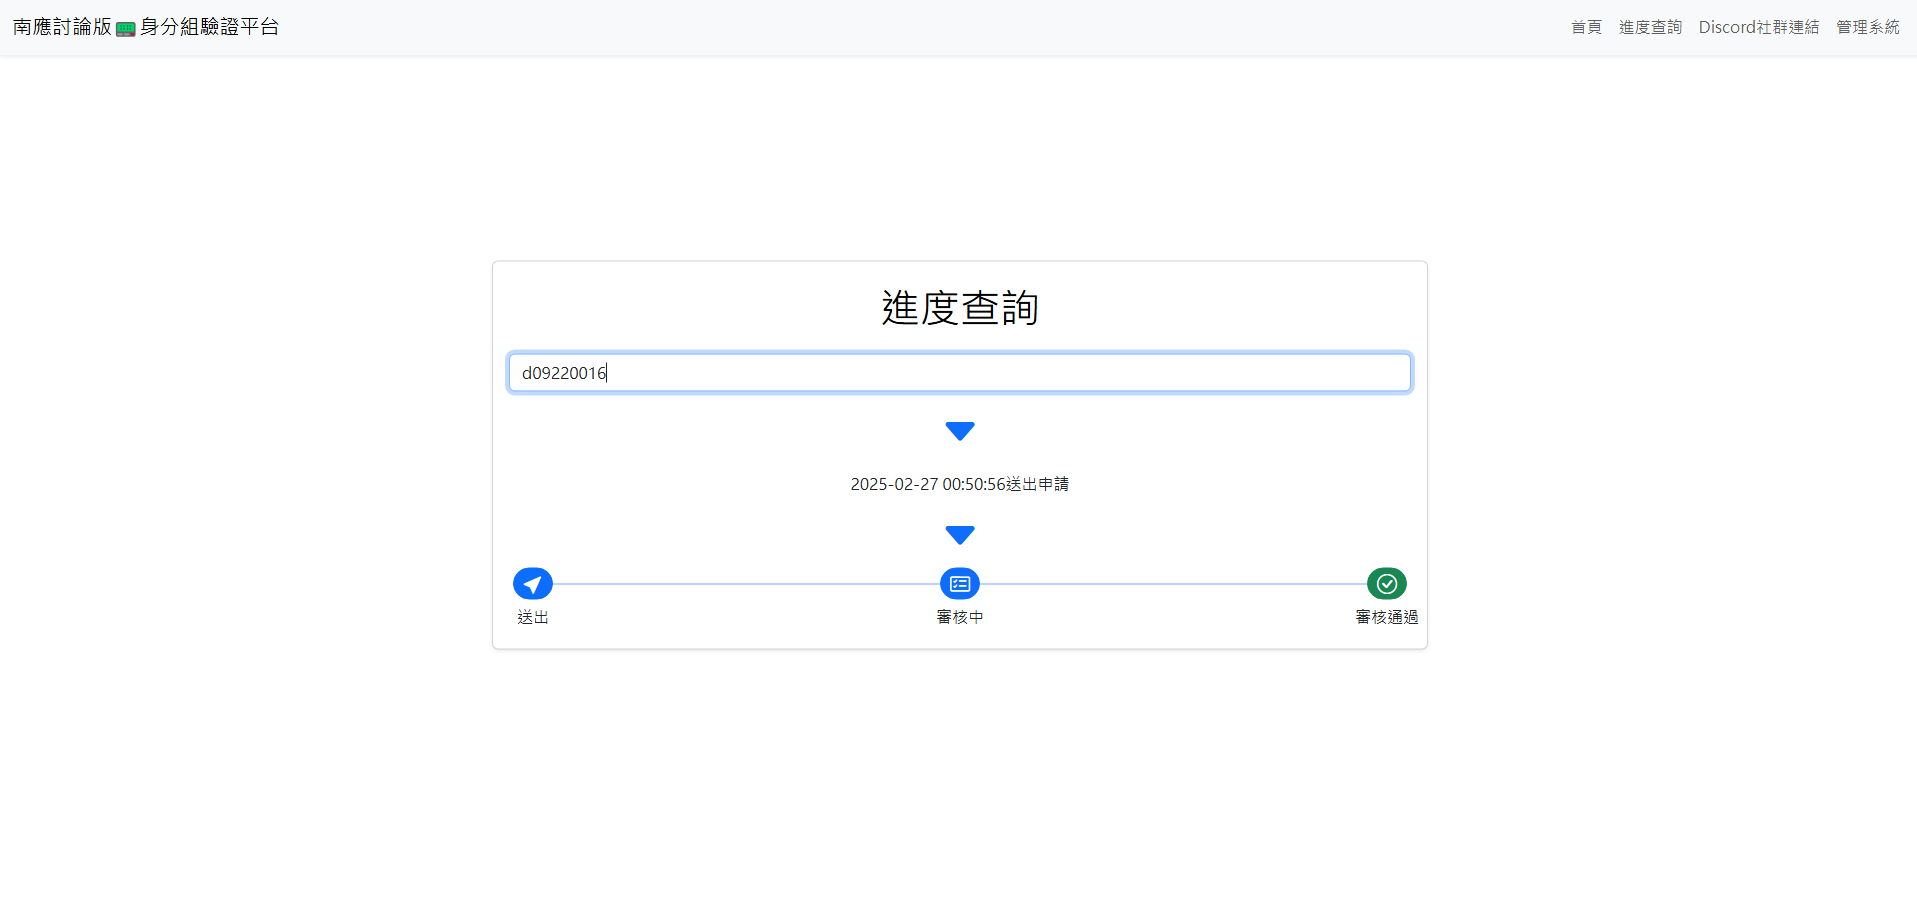 南應討論版📟身分組驗證平台
首頁 進度查詢 Discord社群連結 管理系統
進度查詢
d09220016
2025-02-27 00:50:56送出申請
送出 審核中 審核通過